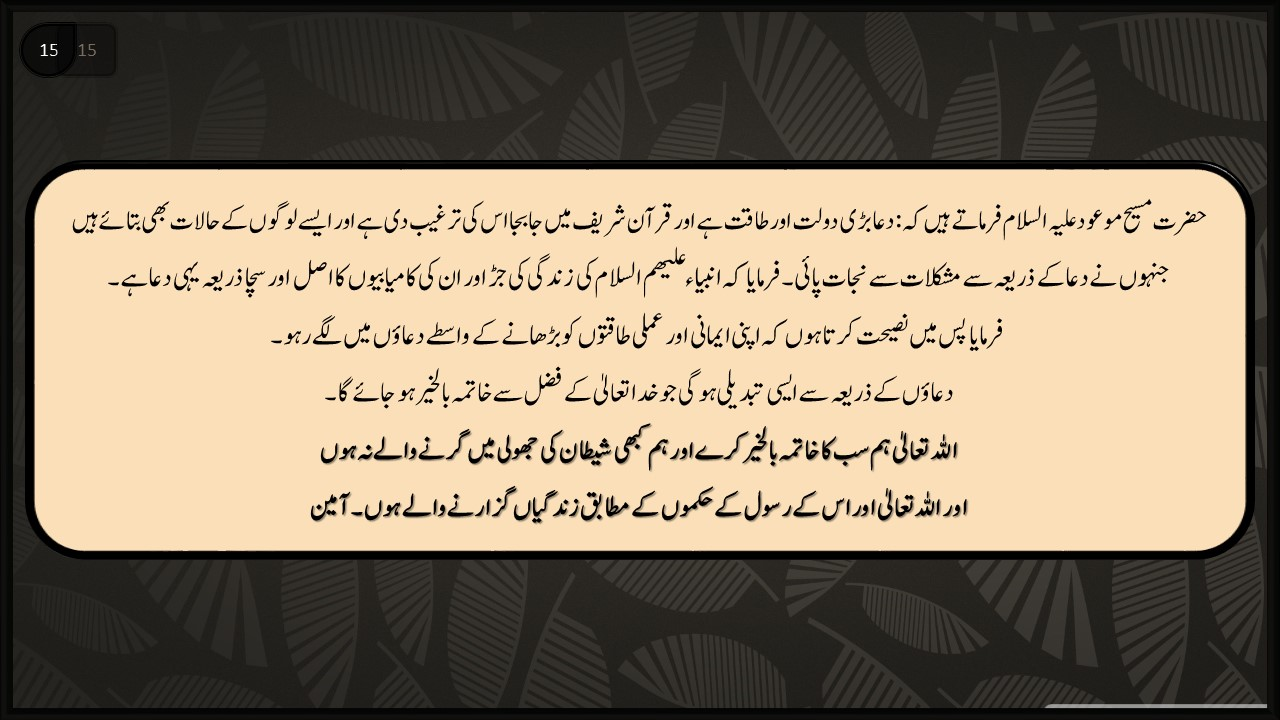 15 15
حضرت مسیح موعود علیہ السلام فرماتے ہیں کہ: دعا بڑی دولت اور طاقت ہے اور قرآن شریف میں جابجا اس کی ترغیب دی ہے اور ایسے لوگوں کے حالات بھی بتائے ہیں
جنہوں نے دعا کے ذریعہ سے مشکلات سے نجات پائی۔ فرمایا کہ انبیاء علیھم السلام کی زندگی کی جڑ اور ان کی کامیابیوں کا اصل اور سچا ذریعہ یہی دعا ہے۔
فرمایا پس میں نصیحت کرتا ہوں کہ اپنی ایمانی اور عملی طاقتوں کو بڑھانے کے واسطے دعاؤں میں لگے رہو۔
دعاؤں کے ذریعہ سے ایسی تبدیلی ہوگی جو خدا تعالیٰ کے فضل سے خاتمہ بالخیر ہو جائے گا۔
اللہ تعالیٰ ہم سب کا خاتمہ بالخیر کرے اور ہم کبھی شیطان کی جھولی میں گرنے والے نہ ہوں
اور اللہ تعالیٰ اور اس کے رسول کے حکموں کے مطابق زندگیاں گزارنے والے ہوں۔ آمین